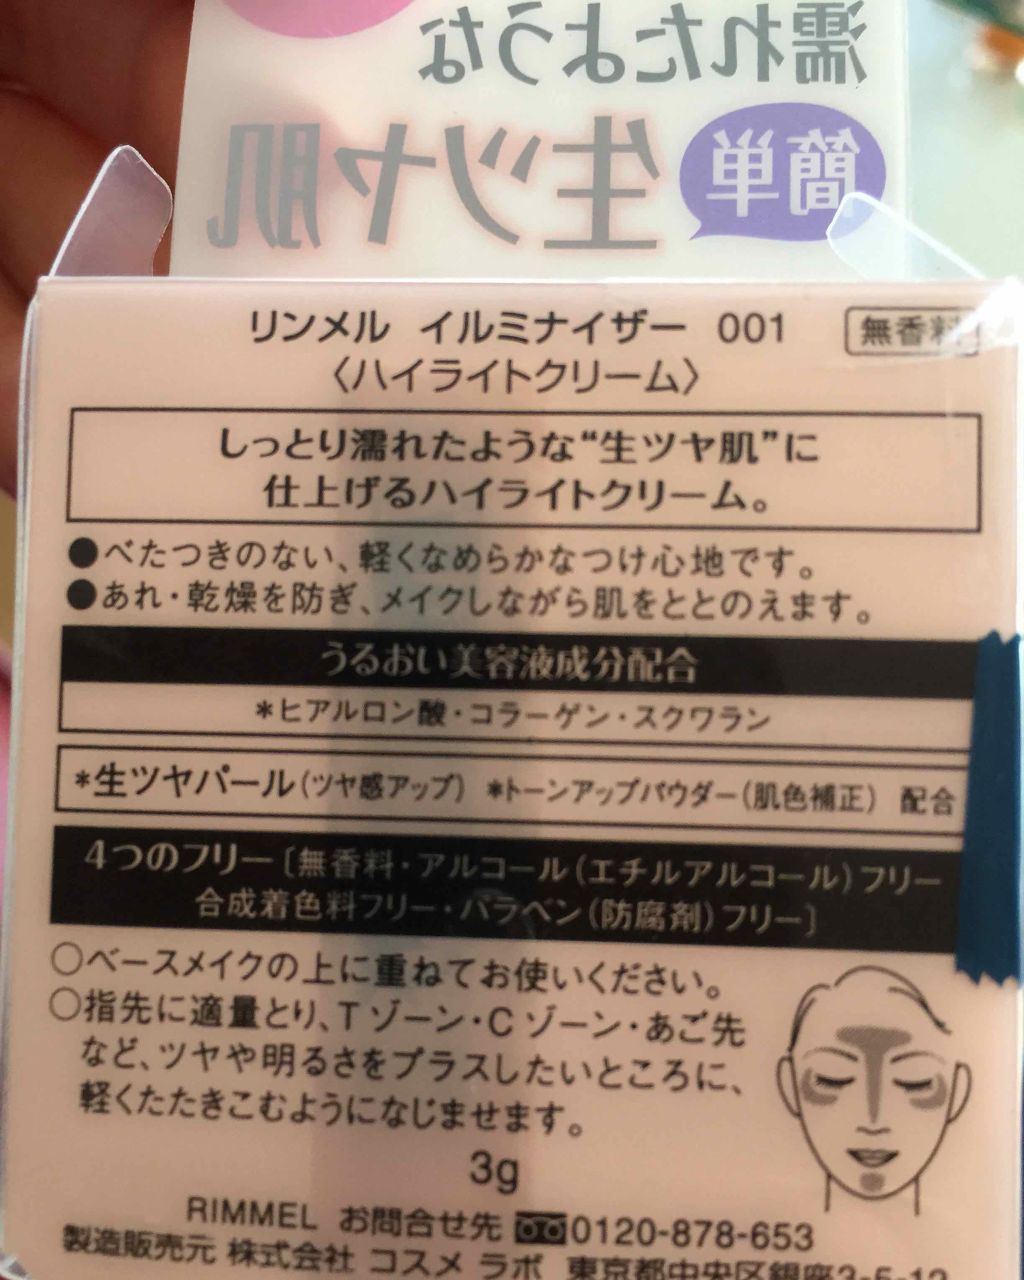 濡れたような
簡単
生ツヤ肌
リンメル イルミナイザー 001
無香料
〈ハイライトクリーム〉
しっとり濡れたような“生ツヤ肌”に
仕上げるハイライトクリーム。
●べたつきのない、軽くなめらかなつけ心地です。
●あれ・乾燥を防ぎ、メイクしながら肌をととのえます。
うるおい美容液成分配合
*ヒアルロン酸・コラーゲン・スクワラン
*生ツヤパール(ツヤ感アップ) *トーンアップパウダー(肌色補正) 配合
4つのフリー〔無香料・アルコール(エチルアルコール)フリー
合成着色料フリー・パラベン(防腐剤)フリー〕
○ベースメイクの上に重ねてお使いください。
○指先に適量とり、Tゾーン・Cゾーン・あご先
など、ツヤや明るさをプラスしたいところに、
軽くたたきこむようになじませます。
3g
RIMMEL お問合せ先 0120-878-653
製造販売元 株式会社 コスメ ラボ 東京都中央区銀座